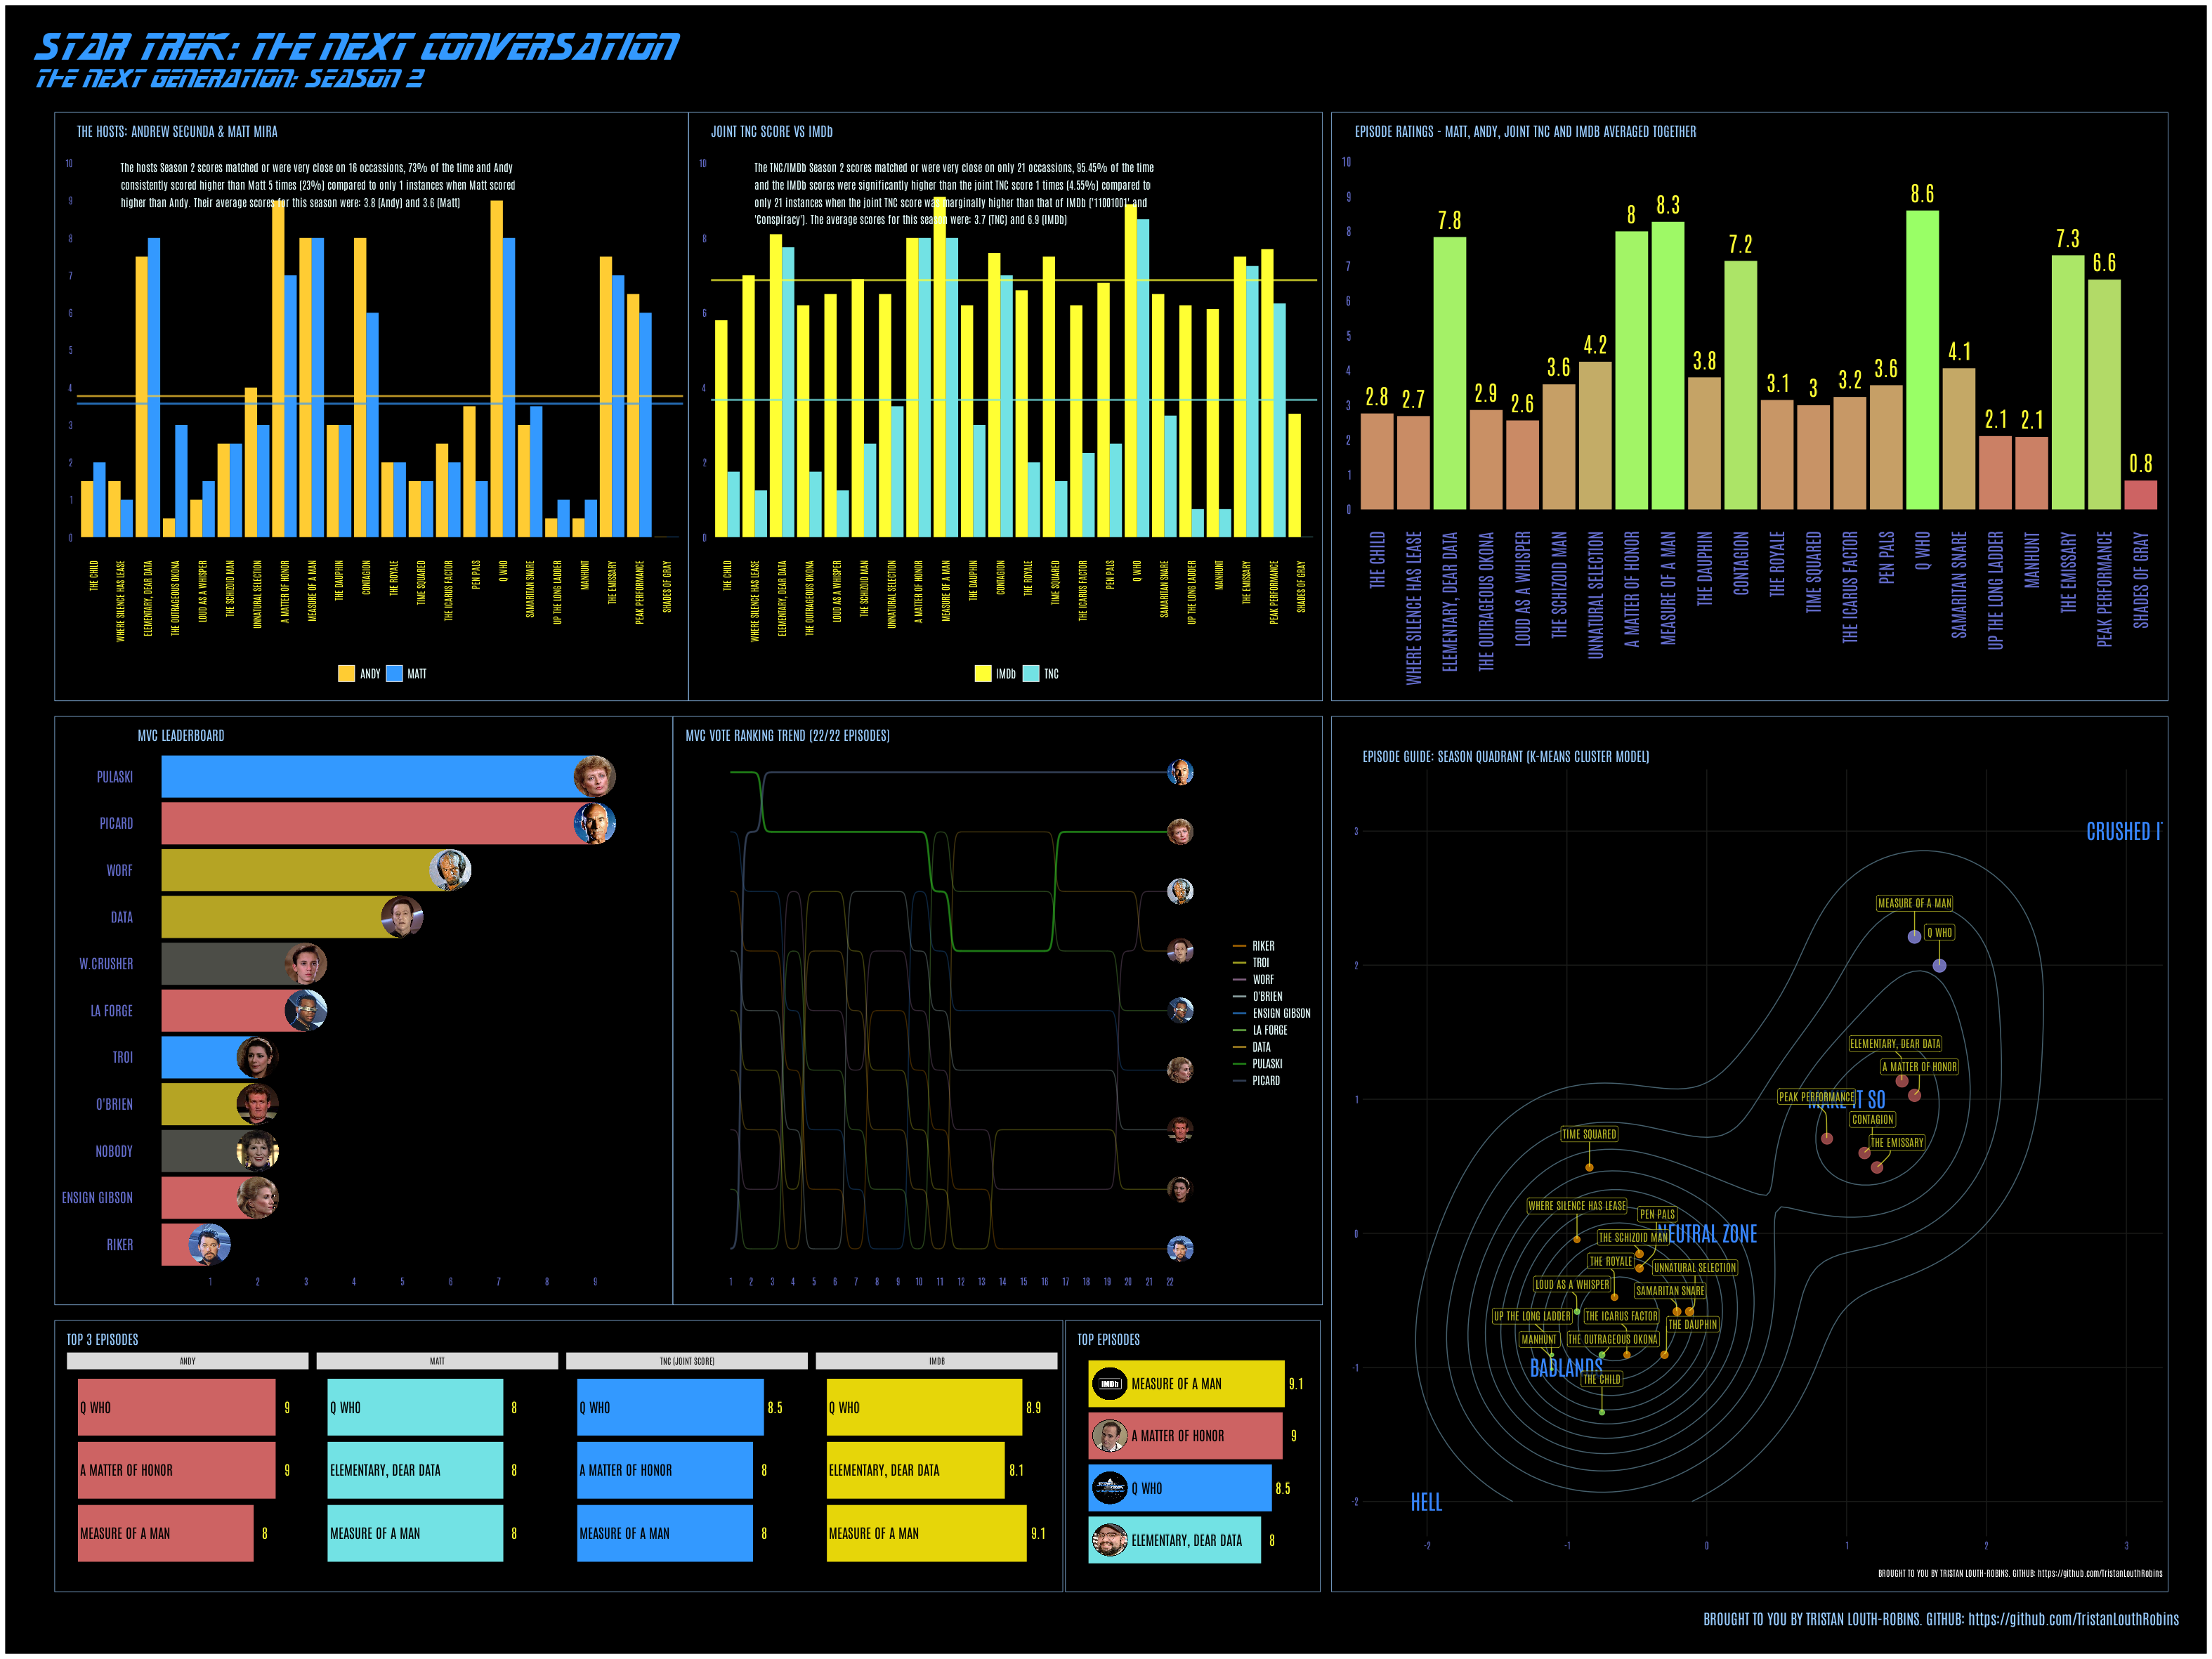 STAR TREK: THE NEXT CONVERSATION
THE NEXT GENERATION: SEASON 2
THE HOSTS: ANDREW SECUNDA & MATT MIRA
The hosts Season 2 scores matched or were very close on 16 occassions, 73% of the time and Andy
consistently scored higher than Matt 5 times (23%) compared to only 1 instances when Matt scored
higher than Andy. Their average scores for this season were: 3.8 (Andy) and 3.6 (Matt)
10
9
8
7
6
5
4
3
2
1
0
THE CHILD
WHERE SILENCE HAS LEASE
ELEMENTARY, DEAR DATA
THE OUTRAGEOUS OKONA
LOUD AS A WHISPER
THE SCHIZOID MAN
UNNATURAL SELECTION
A MATTER OF HONOR
MEASURE OF A MAN
THE DAUPHIN
CONTAGION
THE ROYALE
TIME SQUARED
THE ICARUS FACTOR
PEN PALS
Q WHO
SAMARITAN SNARE
UP THE LONG LADDER
MANHUNT
THE EMISSARY
PEAK PERFORMANCE
SHADES OF GRAY
ANDY
MATT
JOINT TNC SCORE VS IMDb
The TNC/IMDb Season 2 scores matched or were very close on only 21 occassions, 95.45% of the time
and the IMDb scores were significantly higher than the joint TNC score 1 times (4.55%) compared to
only 21 instances when the joint TNC score was marginally higher than that of IMDb ('11001001' and
'Conspiracy'). The average scores for this season were: 3.7 (TNC) and 6.9 (IMDb)
10
8
6
4
2
0
THE CHILD
WHERE SILENCE HAS LEASE
ELEMENTARY, DEAR DATA
THE OUTRAGEOUS OKONA
LOUD AS A WHISPER
THE SCHIZOID MAN
UNNATURAL SELECTION
A MATTER OF HONOR
MEASURE OF A MAN
THE DAUPHIN
CONTAGION
THE ROYALE
TIME SQUARED
THE ICARUS FACTOR
PEN PALS
Q WHO
SAMARITAN SNARE
UP THE LONG LADDER
MANHUNT
THE EMISSARY
PEAK PERFORMANCE
SHADES OF GRAY
IMDb
TNC
EPISODE RATINGS - MATT, ANDY, JOINT TNC AND IMDB AVERAGED TOGETHER
10
9
8
7
6
5
4
3
2
1
0
2.8
2.7
7.8
2.9
2.6
3.6
4.2
8
8.3
3.8
7.2
3.1
3
3.2
3.6
8.6
4.1
2.1
2.1
7.3
6.6
0.8
THE CHILD
WHERE SILENCE HAS LEASE
ELEMENTARY, DEAR DATA
THE OUTRAGEOUS OKONA
LOUD AS A WHISPER
THE SCHIZOID MAN
UNNATURAL SELECTION
A MATTER OF HONOR
MEASURE OF A MAN
THE DAUPHIN
CONTAGION
THE ROYALE
TIME SQUARED
THE ICARUS FACTOR
PEN PALS
Q WHO
SAMARITAN SNARE
UP THE LONG LADDER
MANHUNT
THE EMISSARY
PEAK PERFORMANCE
SHADES OF GRAY
MVC LEADERBOARD
PULASKI
PICARD
WORF
DATA
W.CRUSHER
LA FORGE
TROI
O'BRIEN
NOBODY
ENSIGN GIBSON
RIKER
1 2 3 4 5 6 7 8 9
MVC VOTE RANKING TREND (22/22 EPISODES)
1 2 3 4 5 6 7 8 9 10 11 12 13 14 15 16 17 18 19 20 21 22
RIKER
TROI
WORF
O'BRIEN
ENSIGN GIBSON
LA FORGE
DATA
PULASKI
PICARD
EPISODE GUIDE: SEASON QUADRANT (K-MEANS CLUSTER MODEL)
3
2
1
0
-1
-2
CRUSHED IT
MEASURE OF A MAN
Q WHO
ELEMENTARY, DEAR DATA
A MATTER OF HONOR
PEAK PERFORMANCE
MAKE IT SO
CONTAGION
THE EMISSARY
TIME SQUARED
WHERE SILENCE HAS LEASE
PEN PALS
THE SCHIZOID MAN
NEUTRAL ZONE
THE ROYALE
UNNATURAL SELECTION
LOUD AS A WHISPER
SAMARITAN SNARE
UP THE LONG LADDER
THE ICARUS FACTOR
THE DAUPHIN
MANHUNT
THE OUTRAGEOUS OKONA
BADLANDS
THE CHILD
HELL
-2 -1 0 1 2 3
BROUGHT TO YOU BY TRISTAN LOUTH-ROBINS. GITHUB: https://github.com/TristanLouthRobins
TOP 3 EPISODES
ANDY
Q WHO 9
A MATTER OF HONOR 9
MEASURE OF A MAN 8
MATT
Q WHO 8
ELEMENTARY, DEAR DATA 8
MEASURE OF A MAN 8
TNC (JOINT SCORE)
Q WHO 8.5
A MATTER OF HONOR 8
MEASURE OF A MAN 8
IMDB
Q WHO 8.9
ELEMENTARY, DEAR DATA 8.1
MEASURE OF A MAN 9.1
TOP EPISODES
IMDb MEASURE OF A MAN 9.1
A MATTER OF HONOR 9
Q WHO 8.5
ELEMENTARY, DEAR DATA 8
BROUGHT TO YOU BY TRISTAN LOUTH-ROBINS. GITHUB: https://github.com/TristanLouthRobins